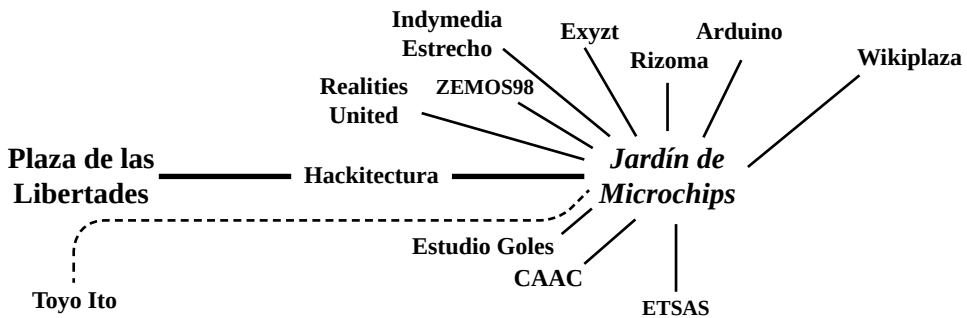 Indymedia
Estrecho
Exyzt
Arduino
Rizoma
Wikiplaza
Realities
United
ZEMOS98
Plaza de las
Libertades
Hackitectura
Jardín de
Microchips
Estudio Goles
CAAC
Toyo Ito
ETSAS